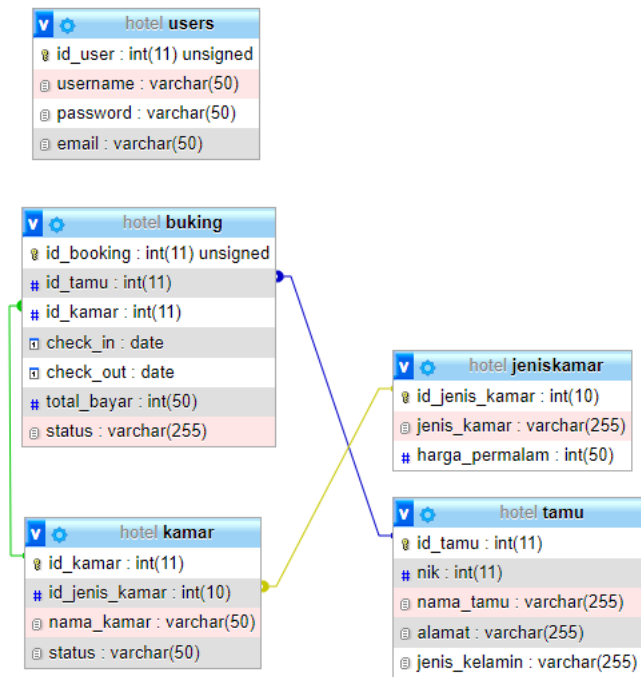 hotel users
id_user : int(11) unsigned
username : varchar(50)
password : varchar(50)
email : varchar(50)
hotel buking
id_booking : int(11) unsigned
id_tamu : int(11)
id_kamar : int(11)
check_in : date
check_out : date
total_bayar : int(50)
status : varchar(255)
hotel jeniskamar
id_jenis_kamar : int(10)
jenis_kamar : varchar(255)
harga_permalam : int(50)
hotel kamar
id_kamar : int(11)
id_jenis_kamar : int(10)
nama_kamar : varchar(50)
status : varchar(50)
hotel tamu
id_tamu : int(11)
nik : int(11)
nama_tamu : varchar(255)
alamat : varchar(255)
jenis_kelamin : varchar(255)